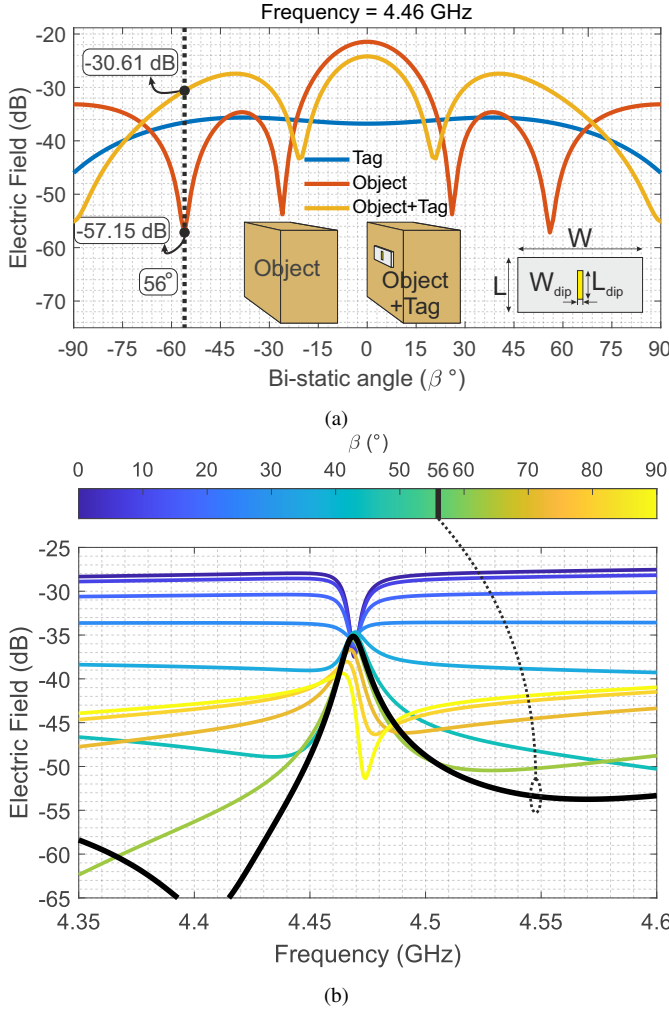 Frequency = 4.46 GHz
-20
-30
-40
-50
-60
-70
Electric Field (dB)
-30.61 dB
-57.15 dB
56°
Tag
Object
Object+Tag
Object
Object
+Tag
W
L
W_dip
L_dip
-90 -75 -60 -45 -30 -15 0 15 30 45 60 75 90
Bi-static angle (β°)
(a)
β (°)
0 10 20 30 40 50 56 60 70 80 90
-25
-30
-35
-40
-45
-50
-55
-60
-65
Electric Field (dB)
4.35 4.4 4.45 4.5 4.55 4.6
Frequency (GHz)
(b)